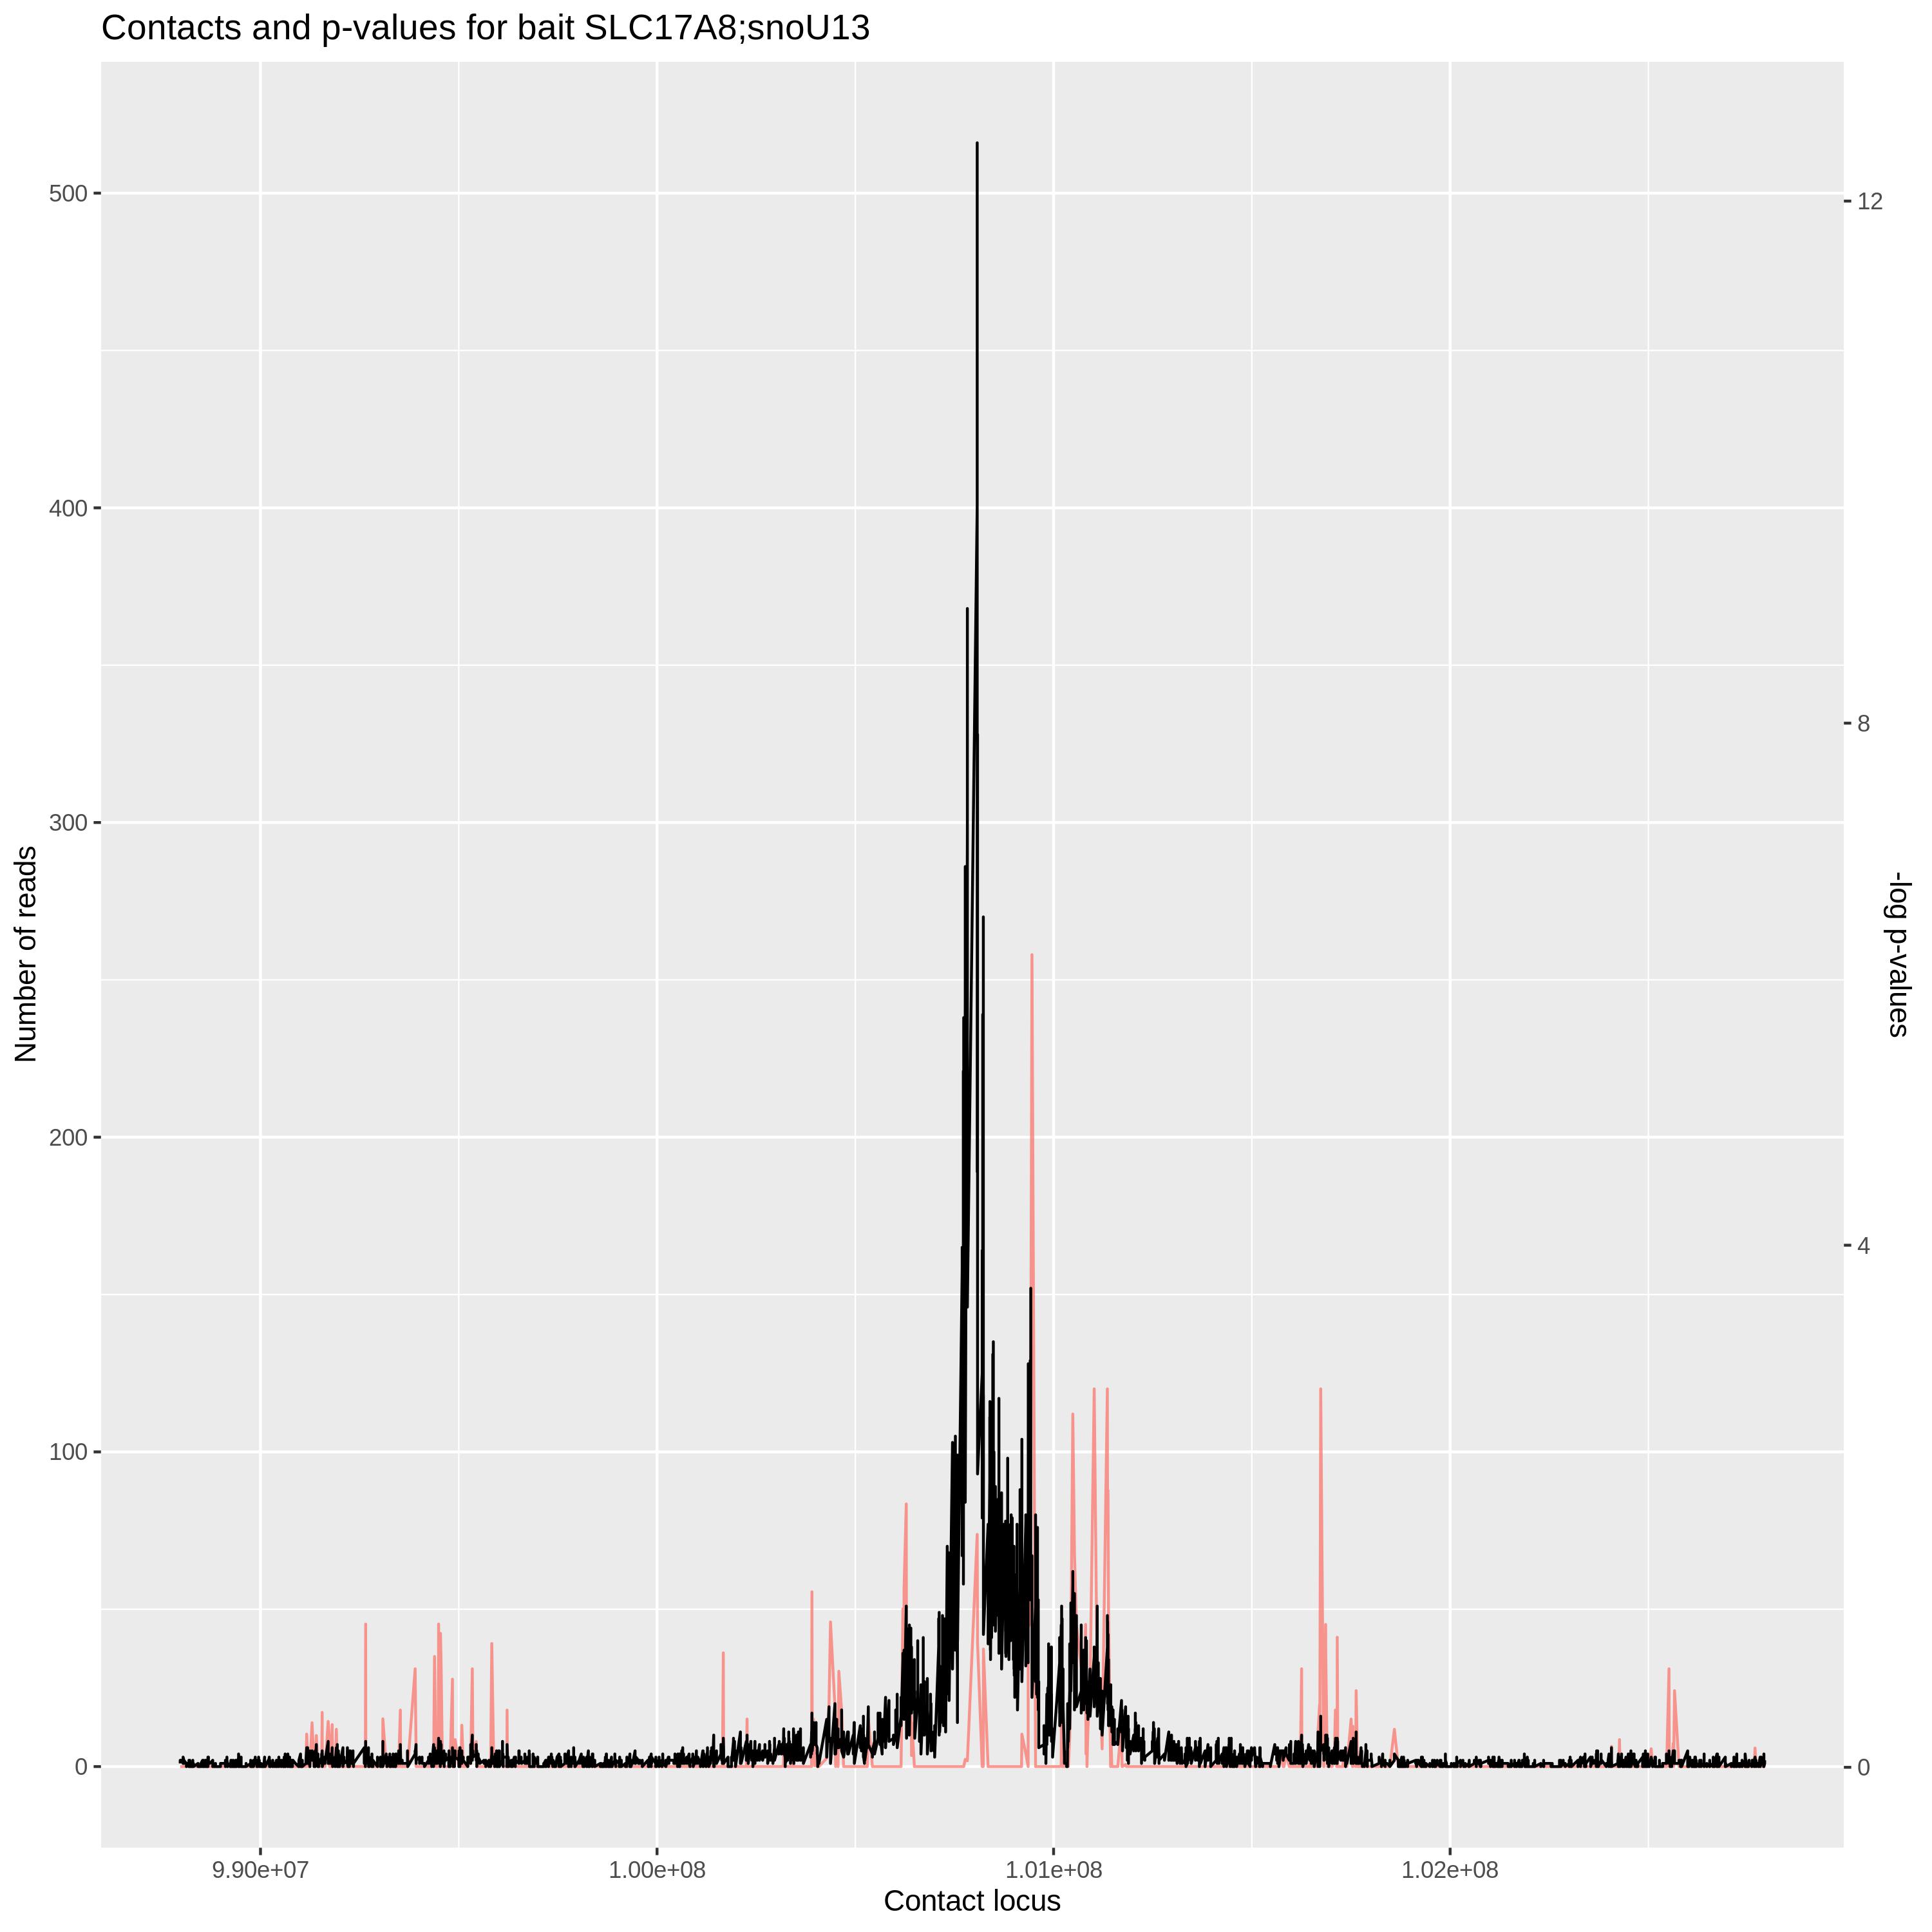 Contacts and p-values for bait SLC17A8;snoU13
500
400
300
200
100
0
12
8
4
0
Number of reads
-log p-values
9.90e+07
1.00e+08
1.01e+08
1.02e+08
Contact locus